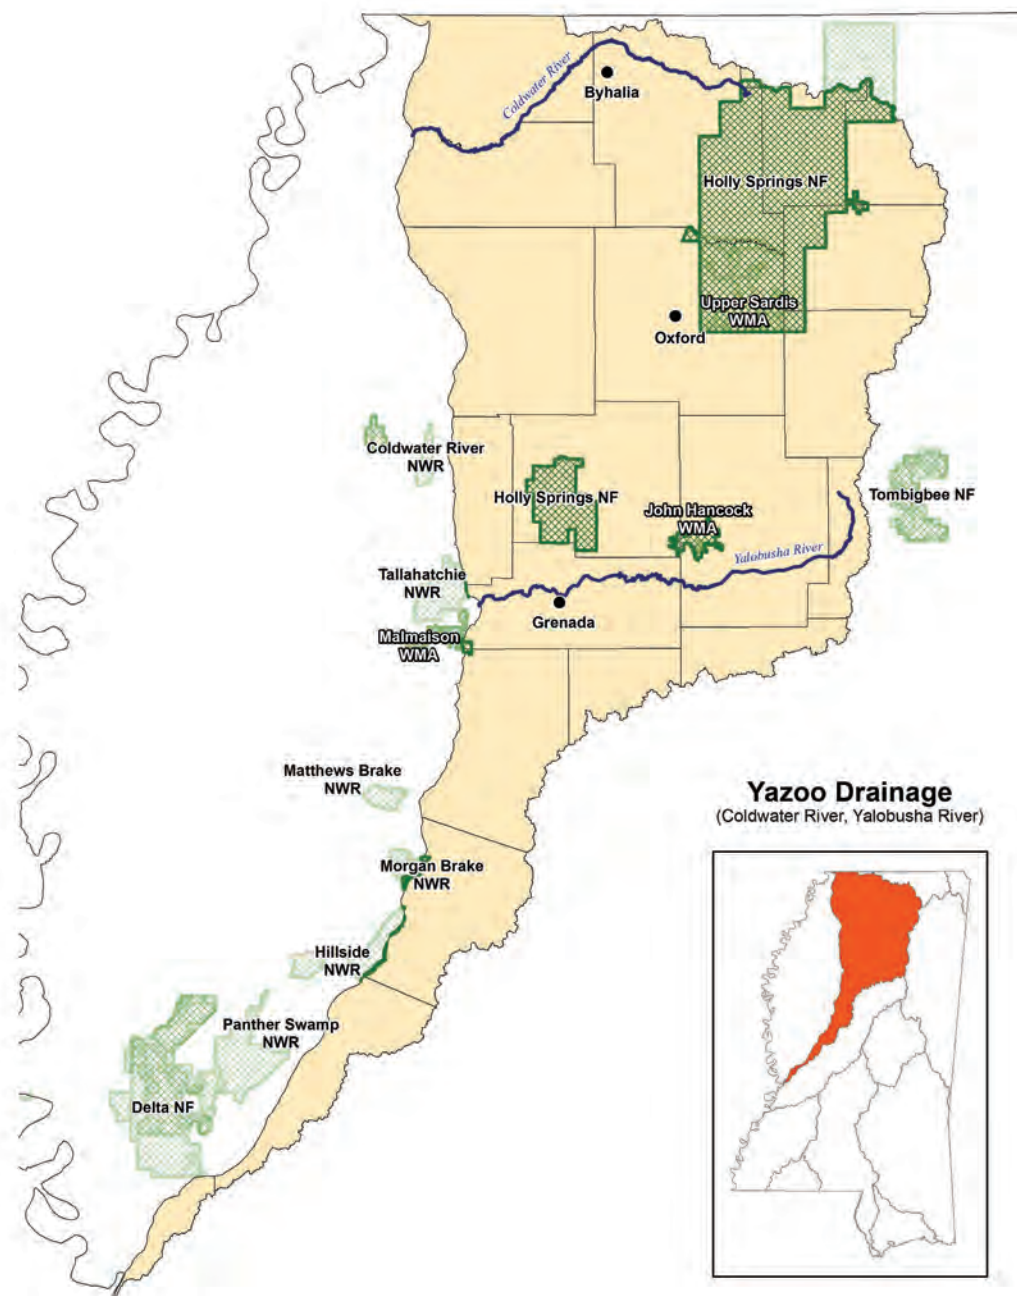 Coldwater River
Byhalia
Holly Springs NF
Upper Sardis
WMA
Oxford
Coldwater River
NWR
Holly Springs NF
John Hancock
WMA
Tombigbee NF
Yalobusha River
Tallahatchie
NWR
Grenada
Malmaison
WMA
Matthews Brake
NWR
Yazoo Drainage
(Coldwater River, Yalobusha River)
Morgan Brake
NWR
Hillside
NWR
Panther Swamp
NWR
Delta NF